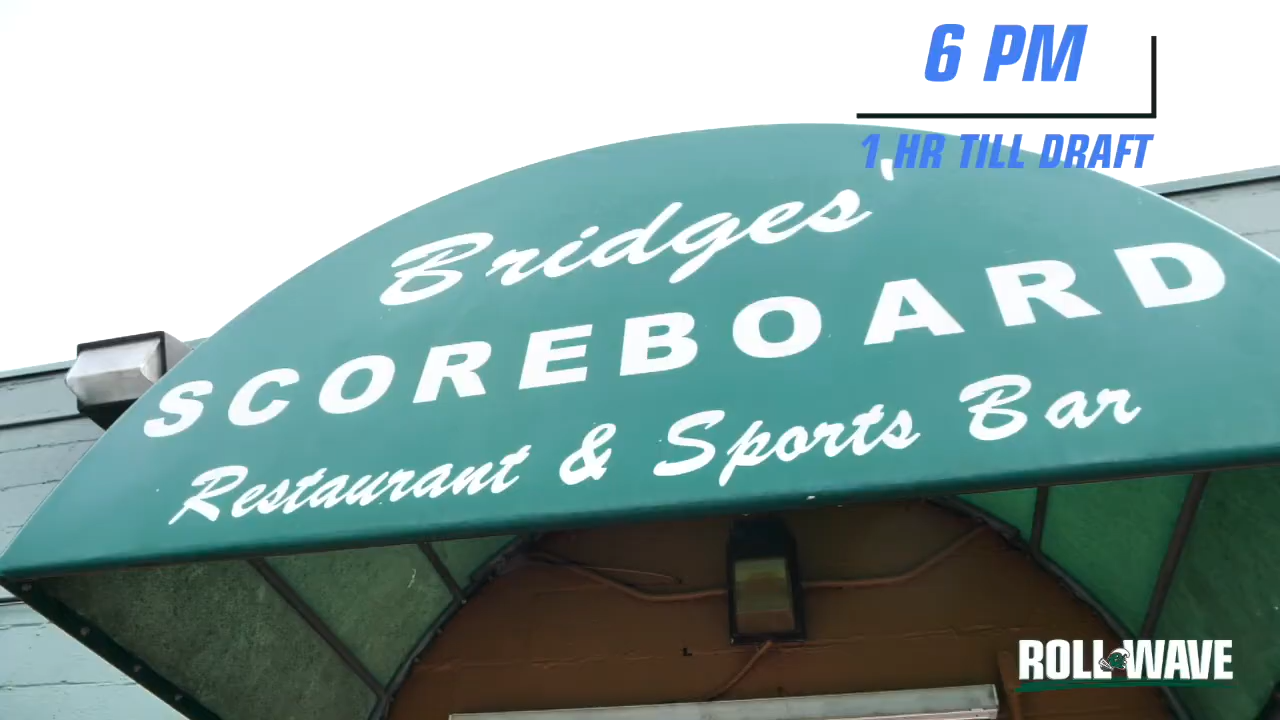 6 PM
1 HR TILL DRAFT
Bridges'
SCOREBOARD
Restaurant & Sports Bar
ROLL WAVE